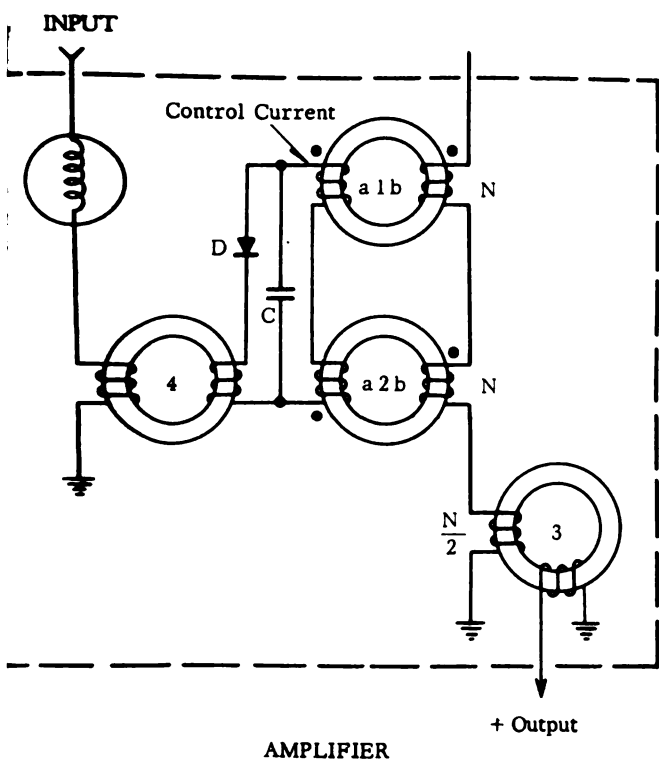 INPUT
Control Current
a 1 b
N
D
C
4
a 2 b
N
N
2
3
+ Output
AMPLIFIER